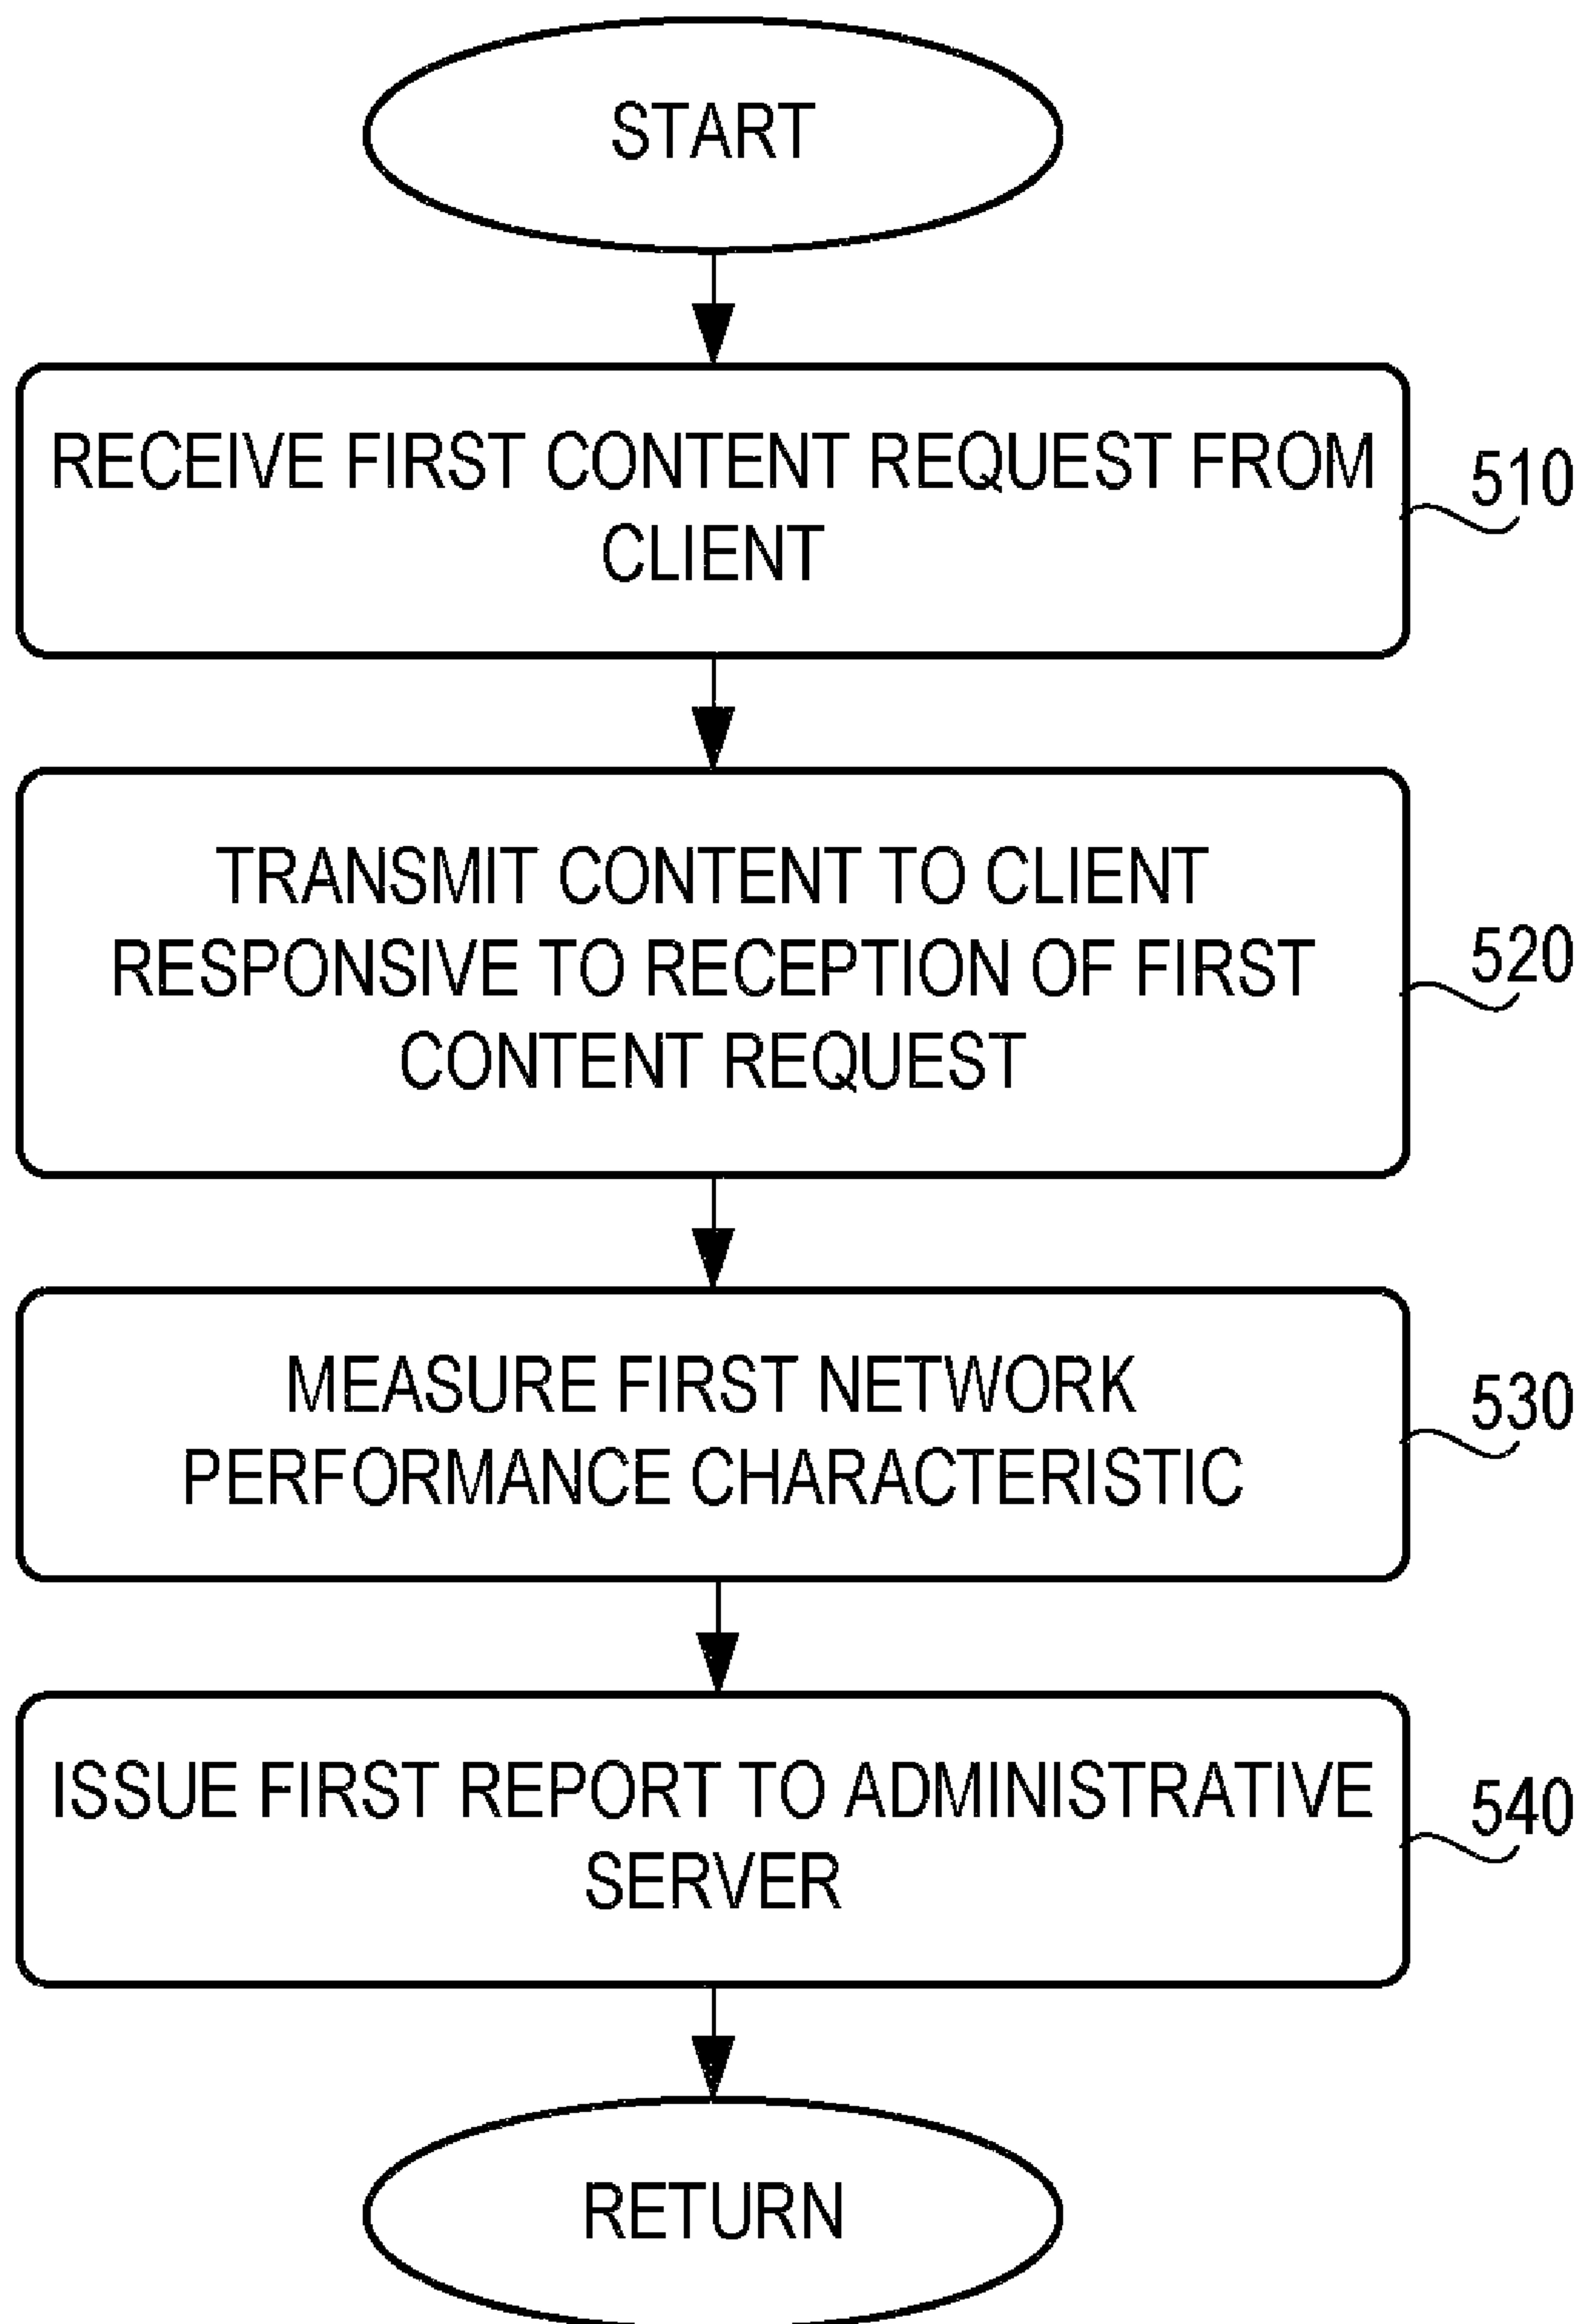 START
RECEIVE FIRST CONTENT REQUEST FROM
CLIENT
510
TRANSMIT CONTENT TO CLIENT
RESPONSIVE TO RECEPTION OF FIRST
CONTENT REQUEST
520
MEASURE FIRST NETWORK
PERFORMANCE CHARACTERISTIC
530
ISSUE FIRST REPORT TO ADMINISTRATIVE
SERVER
540
RETURN